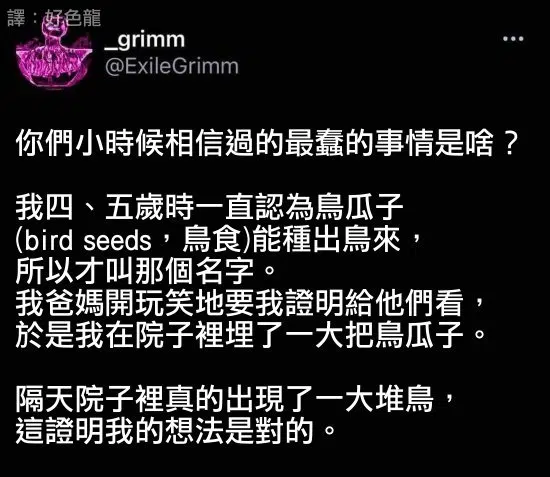 譯：好色龍
_grimm
@ExileGrimm
你們小時候相信過的最蠢的事情是啥？
我四、五歲時一直認為鳥瓜子
(bird seeds，鳥食)能種出鳥來，
所以才叫那個名字。
我爸媽開玩笑地要我證明給他們看，
於是我在院子裡埋了一大把鳥瓜子。
隔天院子裡真的出現了一大堆鳥，
這證明我的想法是對的。